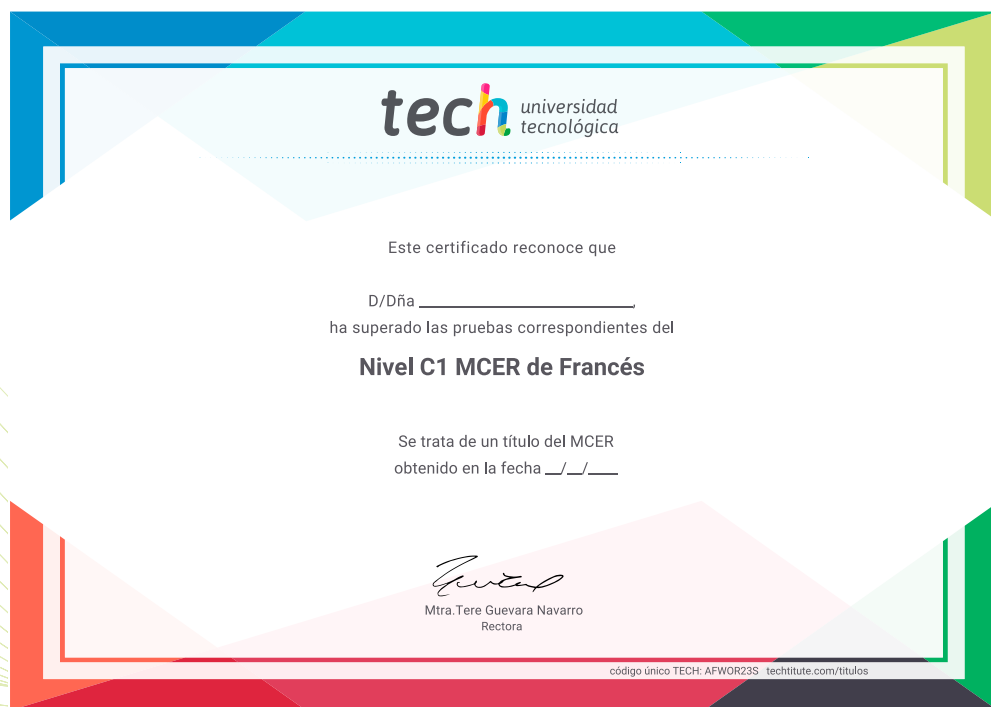 tech universidad
tecnológica
Este certificado reconoce que
D/Dña ____________________,
ha superado las pruebas correspondientes del
Nivel C1 MCER de Francés
Se trata de un título del MCER
obtenido en la fecha __/__/____
Mtra.Tere Guevara Navarro
Rectora
código único TECH: AFWOR23S techtitute.com/titulos